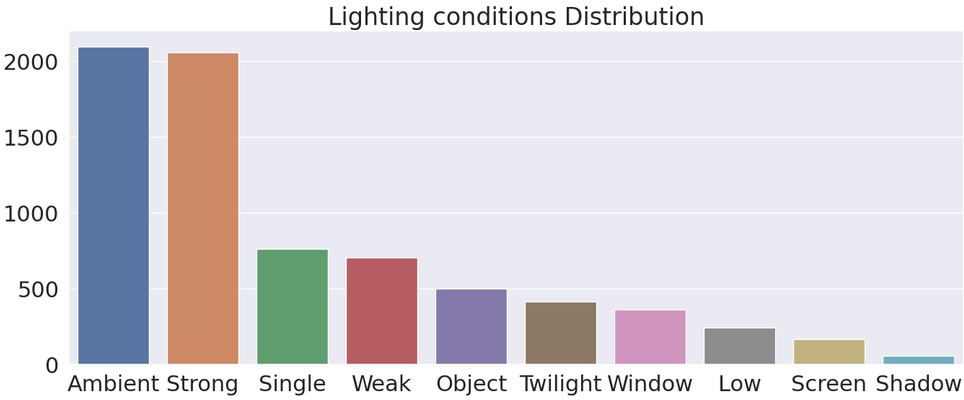 Lighting conditions Distribution
2000
1500
1000
500
0
Ambient Strong Single Weak Object Twilight Window Low Screen Shadow